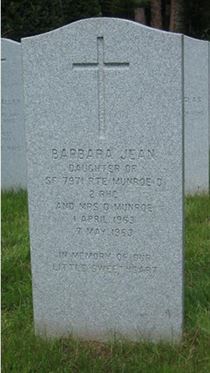 BARBARA JEAN
DAUGHTER OF
SF 7971 PTE MUNROE D
2 RHC
AND MRS D MUNROE
1 APRIL 1963
7 MAY 1963
IN MEMORY OF OUR
LITTLE SWEETHEART